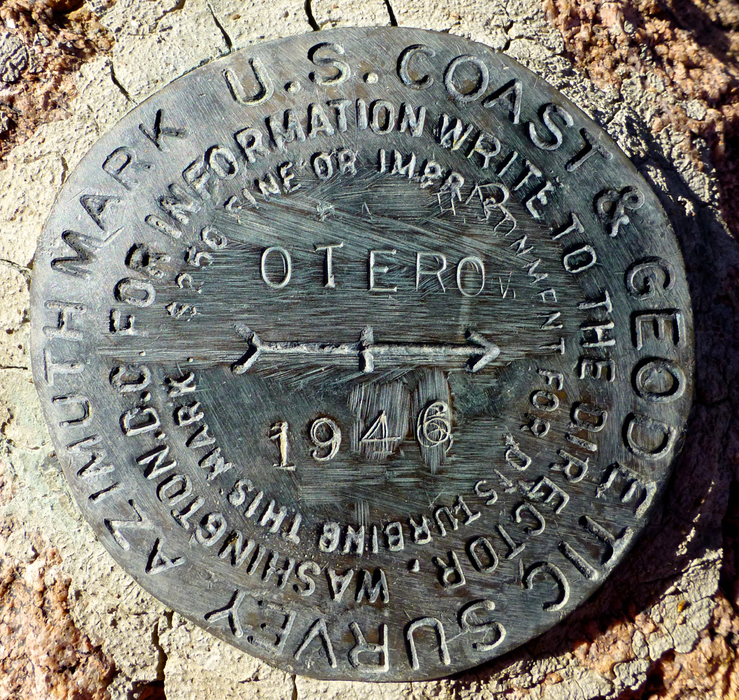 U.S. COAST & GEODETIC SURVEY
AZIMUTH MARK
FOR INFORMATION WRITE TO THE DIRECTOR. WASHINGTON. D.C.
$250 FINE OR IMPRISONMENT FOR DISTURBING THIS MARK.
OTERO
1946